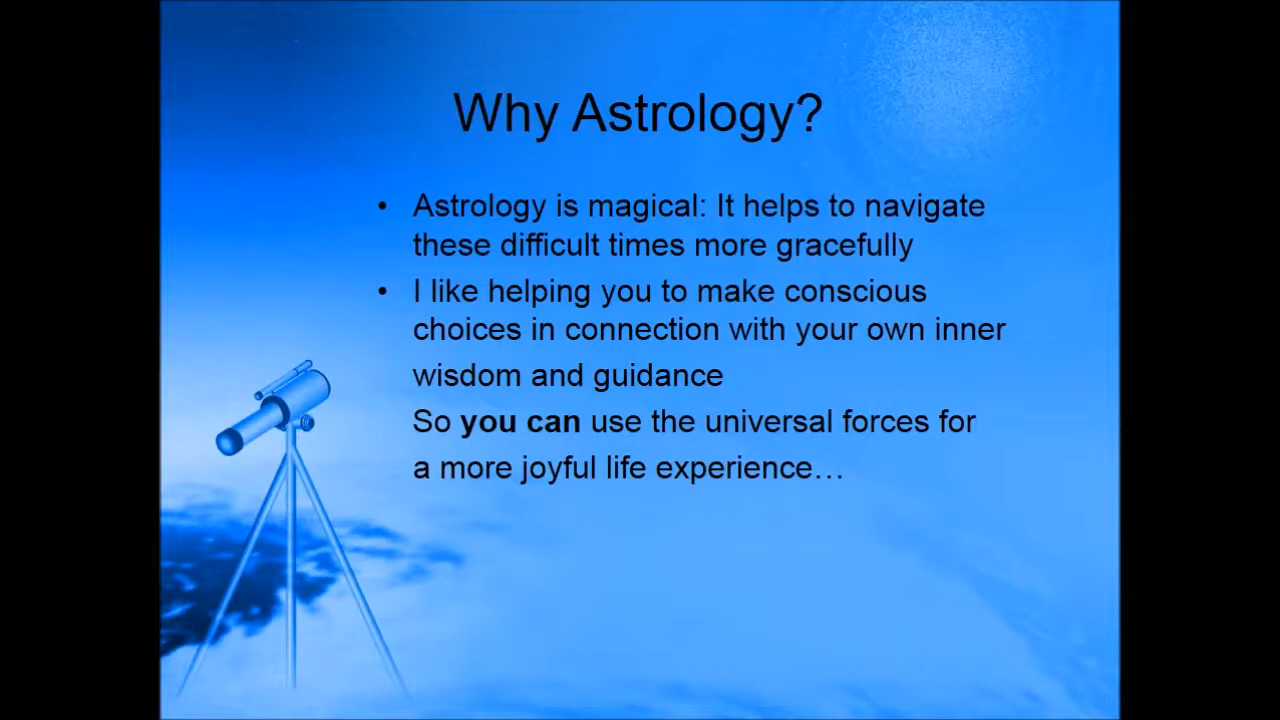 Why Astrology?
• Astrology is magical: It helps to navigate
these difficult times more gracefully
• I like helping you to make conscious
choices in connection with your own inner
wisdom and guidance
So you can use the universal forces for
a more joyful life experience…